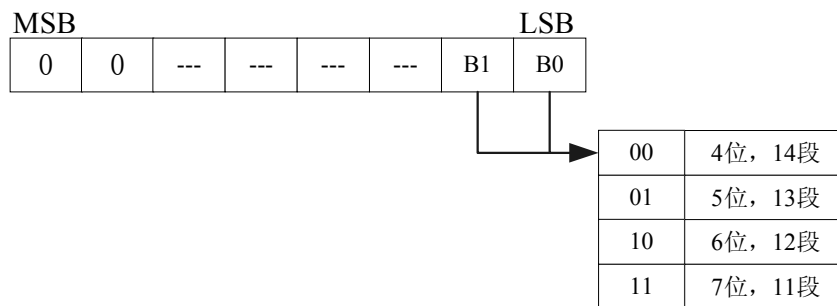 MSB LSB
0 0 --- --- --- --- B1 B0
00 4位，14段
01 5位，13段
10 6位，12段
11 7位，11段